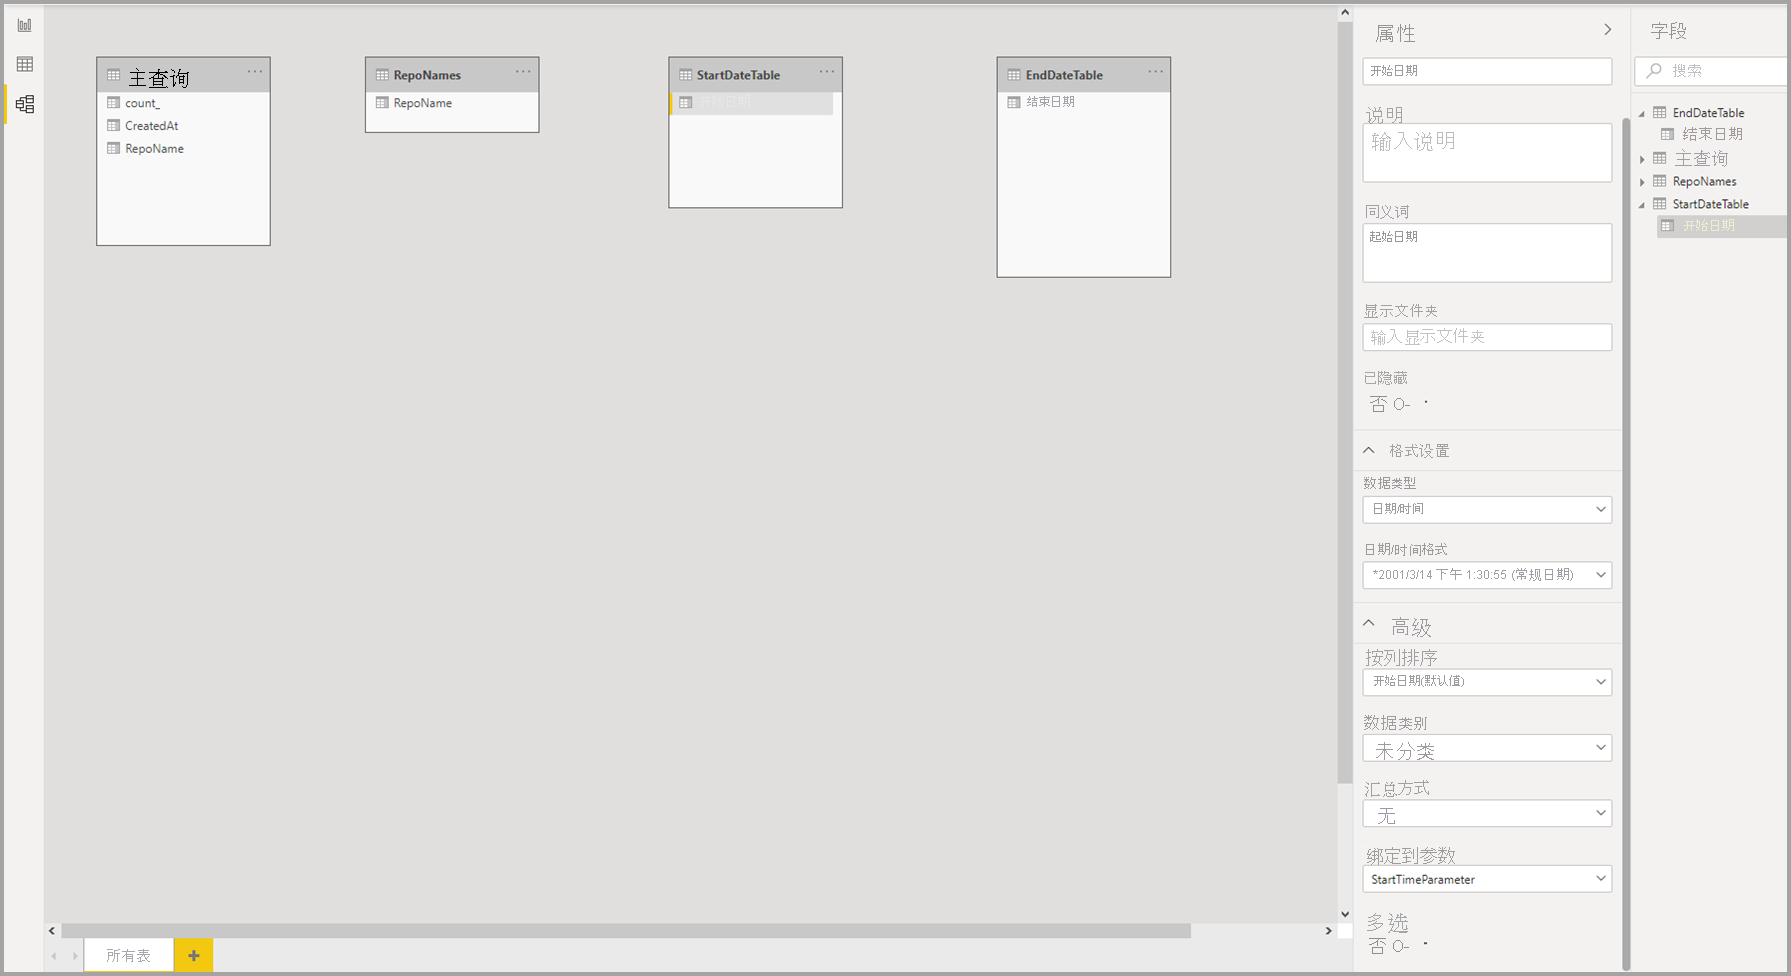 主查询
count_
CreatedAt
RepoName
RepoNames
RepoName
StartDateTable
开始日期
EndDateTable
结束日期
所有表
属性
开始日期
说明
输入说明
同义词
起始日期
显示文件夹
输入显示文件夹
已隐藏
否
格式设置
数据类型
日期/时间
日期/时间格式
*2001/3/14 下午 1:30:55 (常规日期)
高级
按列排序
开始日期(默认值)
数据类别
未分类
汇总方式
无
绑定到参数
StartTimeParameter
多选
否
字段
搜索
EndDateTable
结束日期
主查询
RepoNames
StartDateTable
开始日期